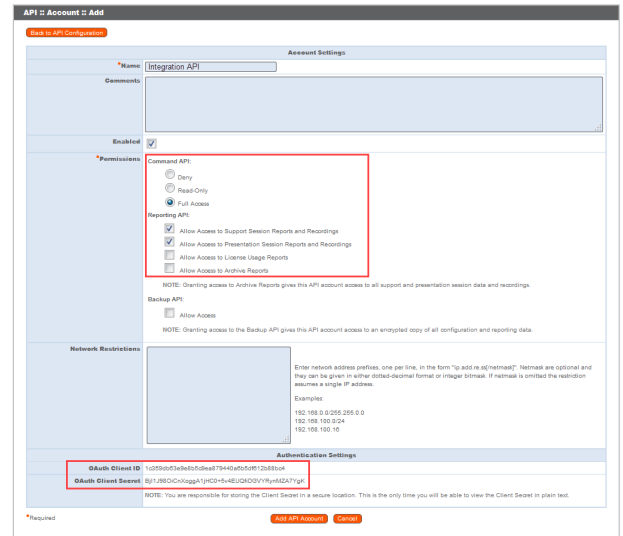 API :: Account :: Add
Back to API Configuration
Account Settings
*Name Integration API
Comments
Enabled
*Permissions Command API:
Deny
Read-Only
Full Access
Reporting API:
Allow Access to Support Session Reports and Recordings
Allow Access to Presentation Session Reports and Recordings
Allow Access to License Usage Reports
Allow Access to Archive Reports
NOTE: Granting access to Archive Reports gives this API account access to all support and presentation session data and recordings.
Backup API:
Allow Access
NOTE: Granting access to the Backup API gives this API account access to an encrypted copy of all configuration and reporting data.
Network Restrictions
Enter network address prefixes, one per line, in the form "ip.add.re.ss[/netmask]". Netmask are optional and
they can be given in either dotted-decimal format or integer bitmask. If netmask is omitted the restriction
assumes a single IP address.
Examples:
192.168.0.0/255.255.0.0
192.168.100.0/24
192.168.100.16
Authentication Settings
OAuth Client ID
OAuth Client Secret
NOTE: You are responsible for storing the Client Secret in a secure location. This is the only time you will be able to view the Client Secret in plain text.
*Required
Add API Account
Cancel